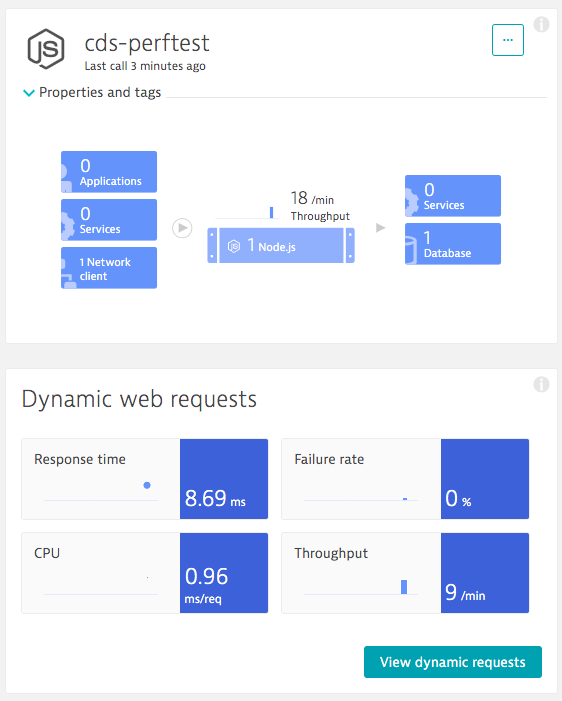 JS
cds-perftest
...
i
Last call 3 minutes ago
Properties and tags
0
Applications
0
Services
1 Network
client
18 /min
Throughput
JS 1 Node.js
0
Services
1
Database
i
Dynamic web requests
Response time
8.69 ms
Failure rate
0 %
CPU
0.96
ms/req
Throughput
9 /min
View dynamic requests